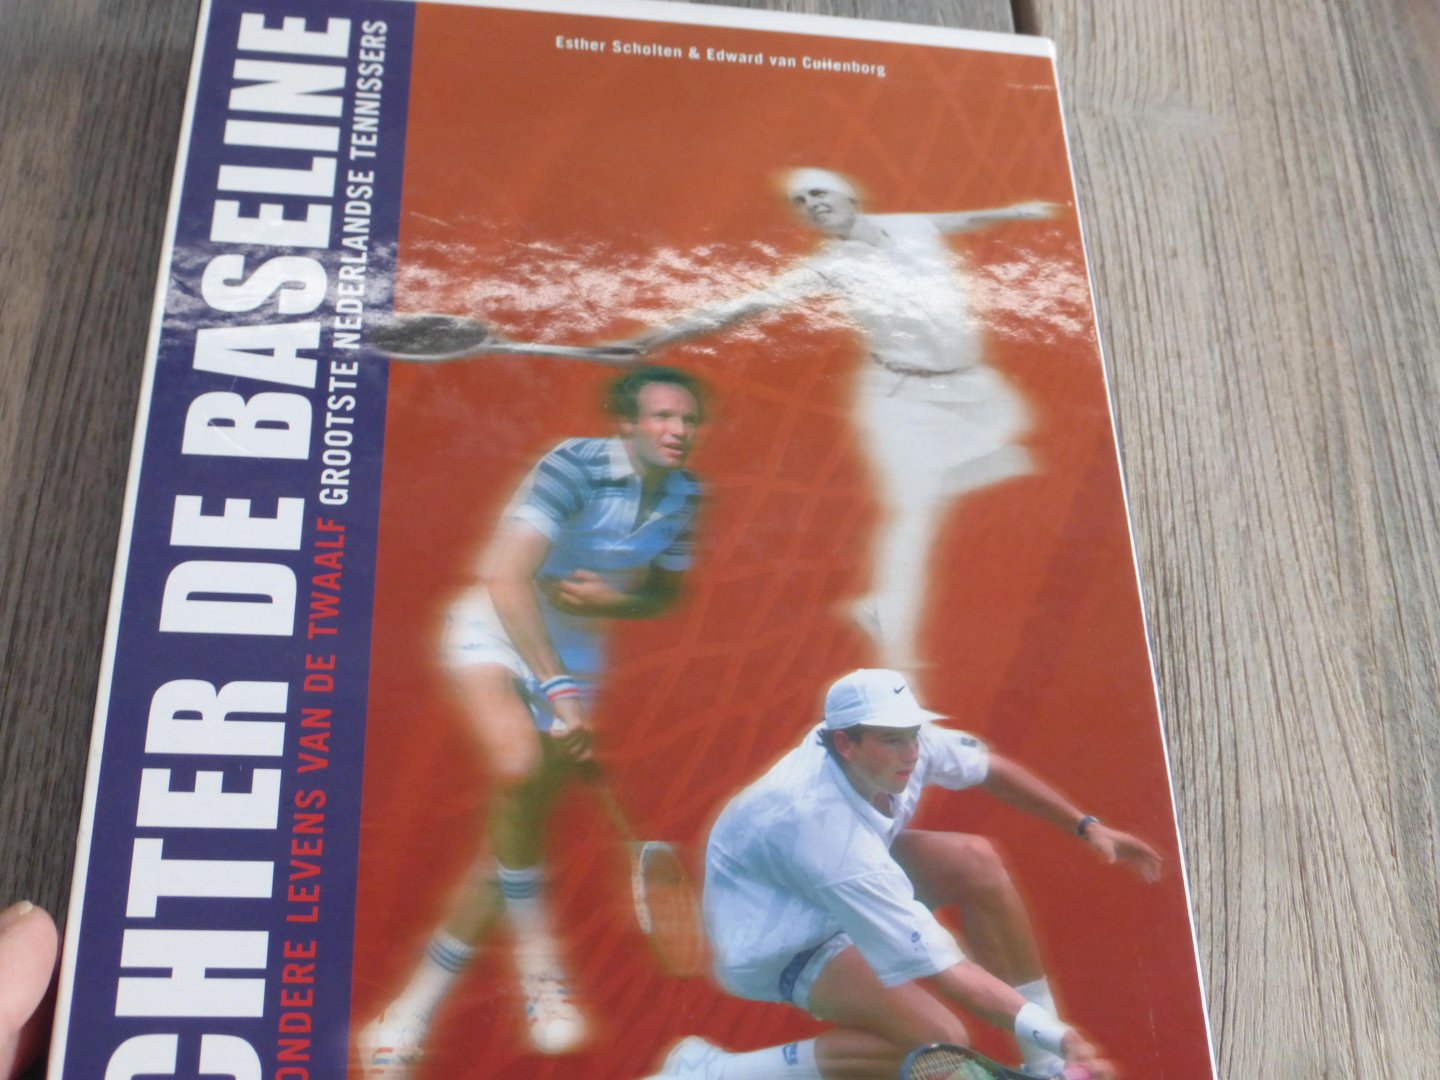 Esther Scholten & Edward van Cuilenborg
CHTER DE BASELINE
ONDERE LEVENS VAN DE TWAALF GROOTSTE NEDERLANDSE TENNISSERS